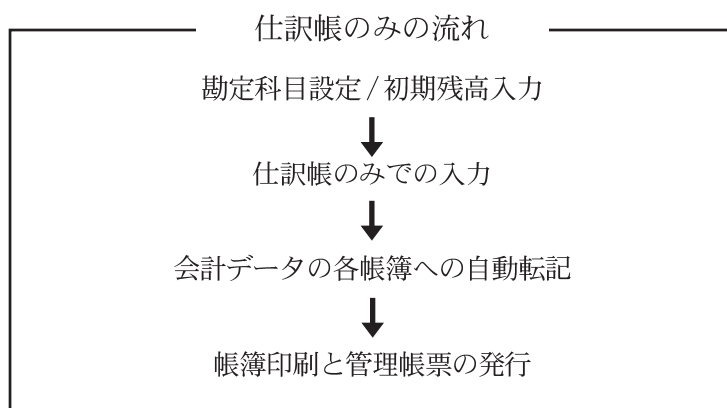 仕訳帳のみの流れ
勘定科目設定/初期残高入力
仕訳帳のみでの入力
会計データの各帳簿への自動転記
帳簿印刷と管理帳票の発行